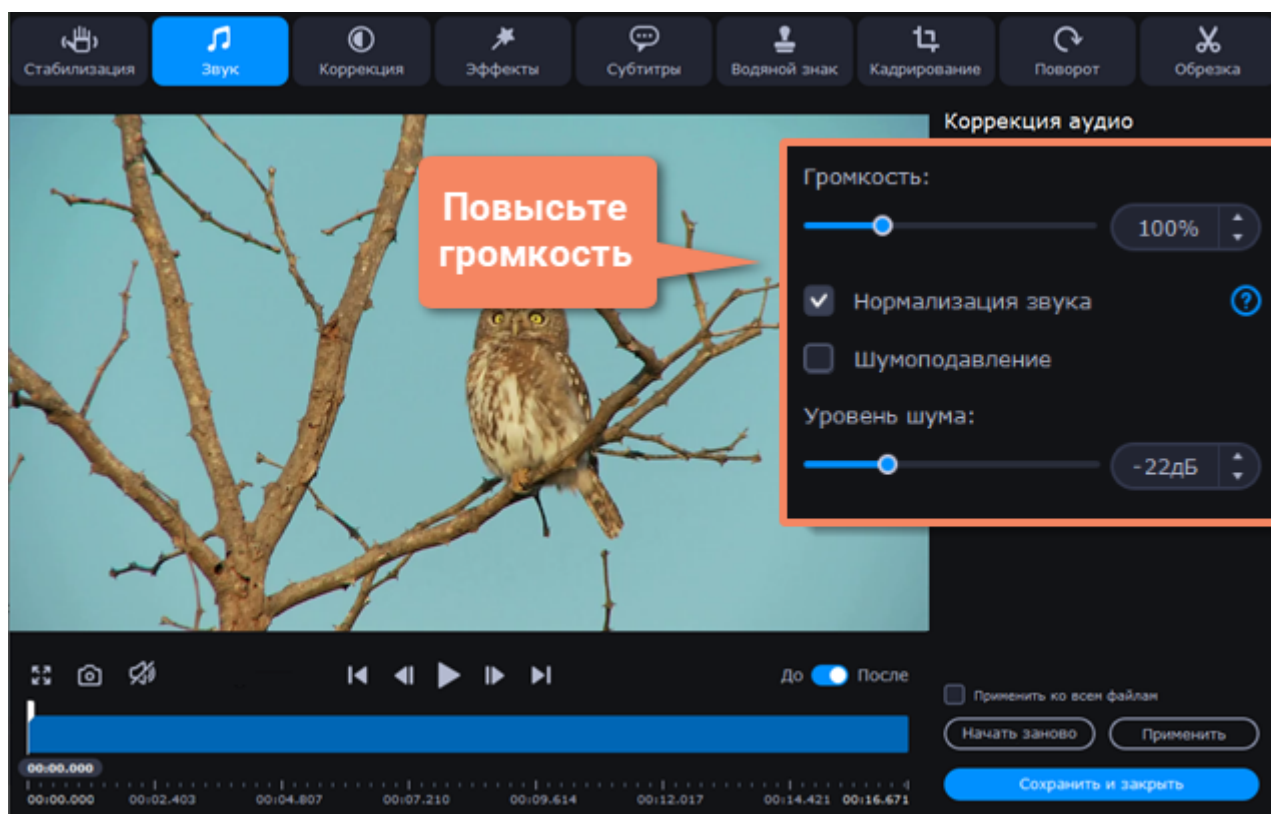 Стабилизация
Звук
Коррекция
Эффекты
Субтитры
Водяной знак
Кадрирование
Поворот
Обрезка
Коррекция аудио
Повысьте
громкость
Громкость:
100%
Нормализация звука
?
Шумоподавление
Уровень шума:
-22дБ
До
После
Применить ко всем файлам
Начать заново
Применить
00:00.000
00:00.000 00:02.403 00:04.807 00:07.210 00:09.614 00:12.017 00:14.421 00:16.671
Сохранить и закрыть